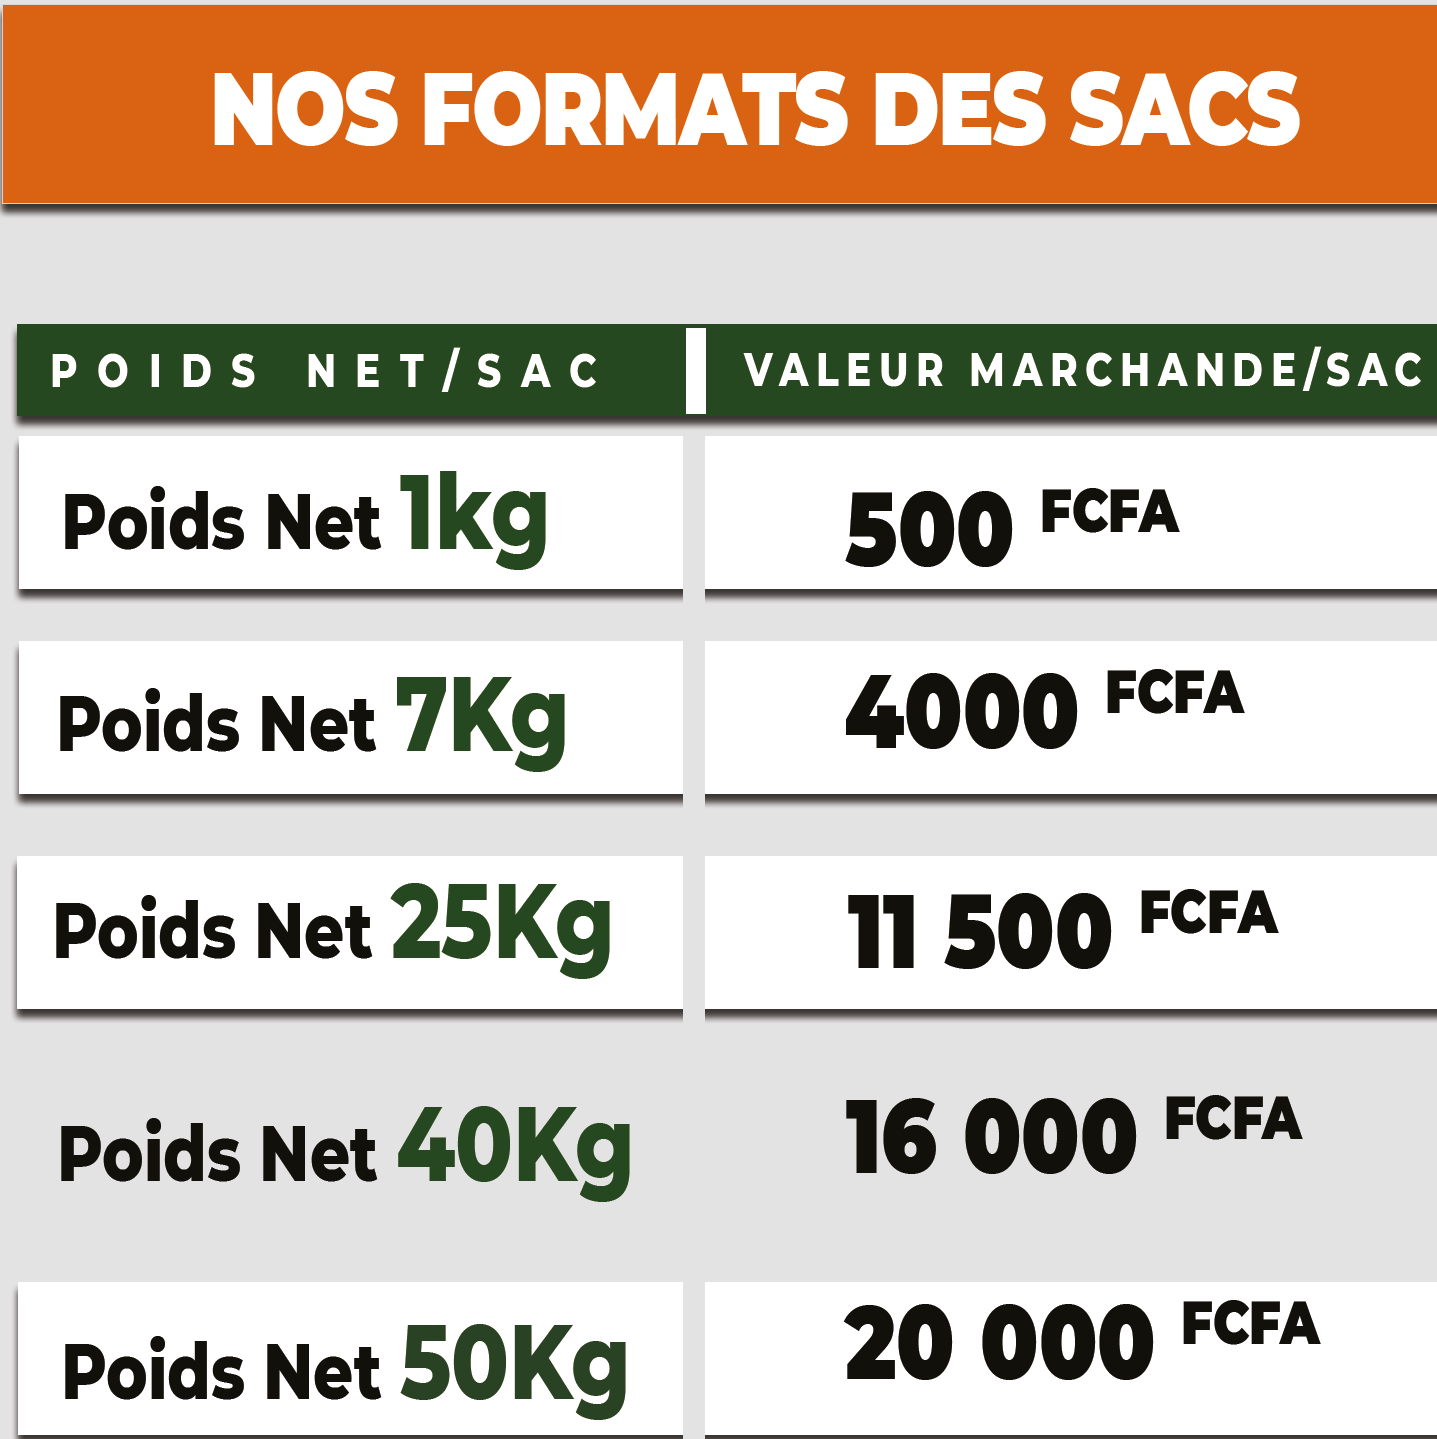 NOS FORMATS DES SACS
POIDS NET/SAC VALEUR MARCHANDE/SAC
Poids Net 1kg 500 FCFA
Poids Net 7Kg 4000 FCFA
Poids Net 25Kg 11 500 FCFA
Poids Net 40Kg 16 000 FCFA
Poids Net 50Kg 20 000 FCFA